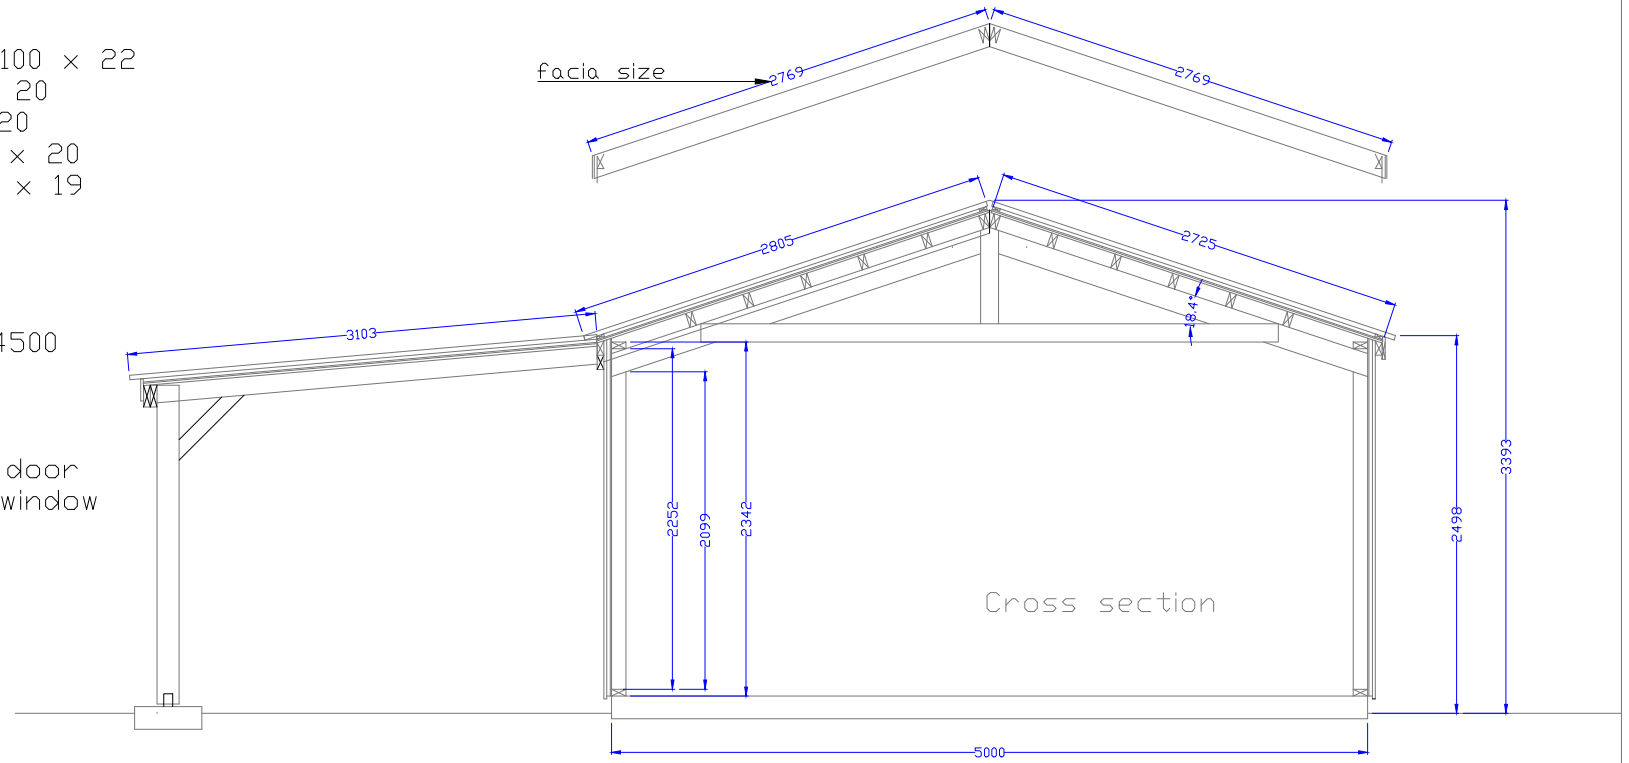 100 x 22
20
20
x 20
x 19
4500
door
window
facia size
2769
2769
2805
2725
3103
18,4°
2252
2099
2342
3393
2498
Cross section
5000